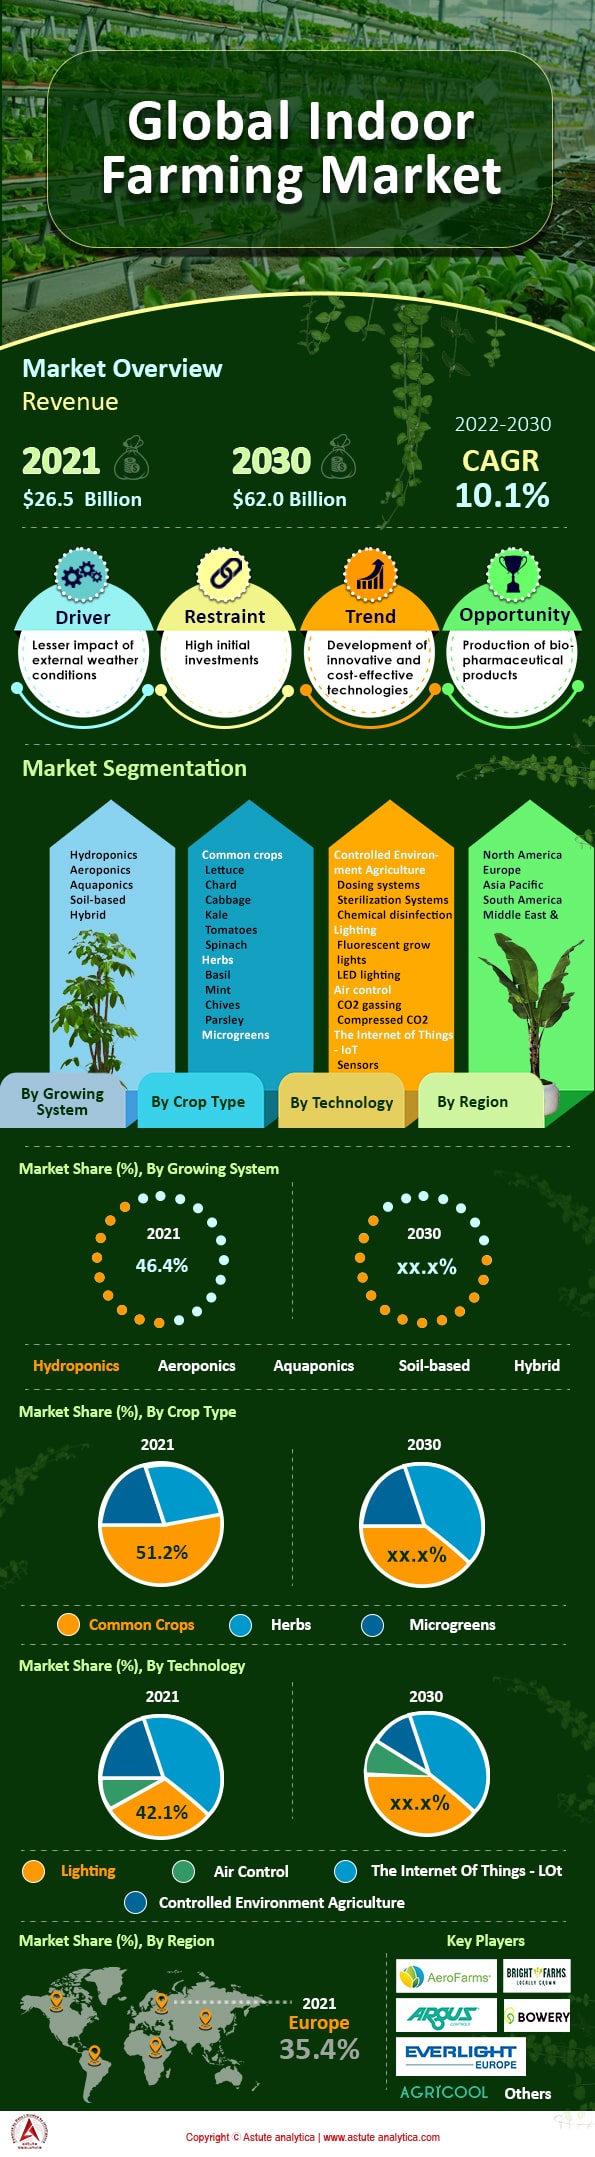 Global Indoor
Farming Market
Market Overview
Revenue
2021
$26.5 Billion
2030
$62.0 Billion
2022-2030
CAGR
10.1%
Driver
Lesser impact of
external weather
conditions
Restraint
High initial
investments
Trend
Development of
innovative and
cost-effective
technologies
Opportunity
Production of bio-
pharmaceutical
products
Market Segmentation
Hydroponics
Aeroponics
Aquaponics
Soil-based
Hybrid
By Growing
System
Common crops
Lettuce
Chard
Cabbage
Kale
Tomatoes
Spinach
Herbs
Basil
Mint
Chives
Parsley
Microgreens
By Crop Type
Controlled Environ-
ment Agriculture
Dosing systems
Sterilization Systems
Chemical disinfection
Lighting
Fluorescent grow
lights
LED lighting
Air control
CO2 gassing
Compressed CO2
The Internet of Things
- IoT
Sensors
By Technology
North America
Europe
Asia Pacific
South America
Middle East &
By Region
Market Share (%), By Growing System
2021
46.4%
2030
xx.x%
Hydroponics Aeroponics Aquaponics Soil-based Hybrid
Market Share (%), By Crop Type
2021
51.2%
2030
xx.x%
Common Crops Herbs Microgreens
Market Share (%), By Technology
2021
42.1%
2030
xx.x%
Lighting Air Control The Internet Of Things - LOt
Controlled Environment Agriculture
Market Share (%), By Region
2021
Europe
35.4%
Key Players
AeroFarms
BRIGHT FARMS
LOCALLY GROWN
ARGUS
CONTROLS
BOWERY
EVERLIGHT
EUROPE
AGRICOOL
Others
Copyright © Astute analytica | www.astute analytica.com